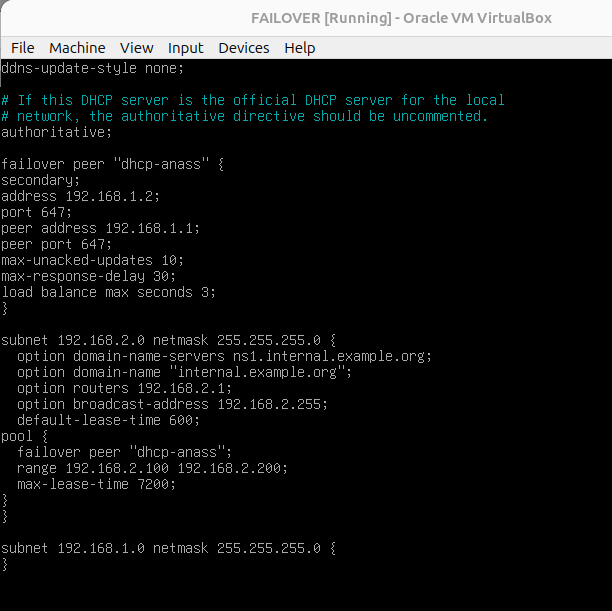 FAILOVER [Running] - Oracle VM VirtualBox
File Machine View Input Devices Help
ddns-update-style none;
# If this DHCP server is the official DHCP server for the local
# network, the authoritative directive should be uncommented.
authoritative;
failover peer "dhcp-anass" {
secondary;
address 192.168.1.2;
port 647;
peer address 192.168.1.1;
peer port 647;
max-unacked-updates 10;
max-response-delay 30;
load balance max seconds 3;
}
subnet 192.168.2.0 netmask 255.255.255.0 {
  option domain-name-servers ns1.internal.example.org;
  option domain-name "internal.example.org";
  option routers 192.168.2.1;
  option broadcast-address 192.168.2.255;
  default-lease-time 600;
pool {
  failover peer "dhcp-anass";
  range 192.168.2.100 192.168.2.200;
  max-lease-time 7200;
}
}
subnet 192.168.1.0 netmask 255.255.255.0 {
}